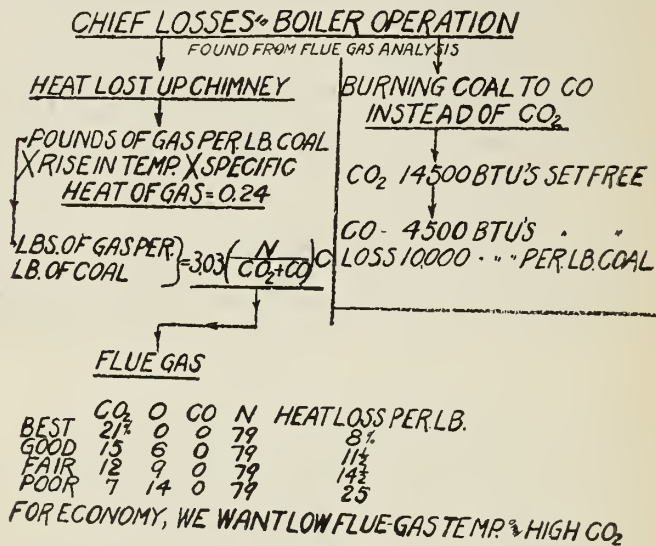 CHIEF LOSSES IN BOILER OPERATION
FOUND FROM FLUE GAS ANALYSIS
HEAT LOST UP CHIMNEY
POUNDS OF GAS PER LB. COAL
X RISE IN TEMP. X SPECIFIC
HEAT OF GAS = 0.24
LBS. OF GAS PER
LB. OF COAL } = 3.03 (N / CO₂ + CO) C
BURNING COAL TO CO
INSTEAD OF CO₂
CO₂ 14500 BTU'S SET FREE
CO - 4500 BTU'S " "
LOSS 10,000 " " PER LB. COAL
FLUE GAS
CO₂ O CO N HEAT LOSS PER LB.
BEST 21% 0 0 79 8%
GOOD 15 6 0 79 11½
FAIR 12 9 0 79 14½
POOR 7 14 0 79 25
FOR ECONOMY, WE WANT LOW FLUE-GAS TEMP. & HIGH CO₂